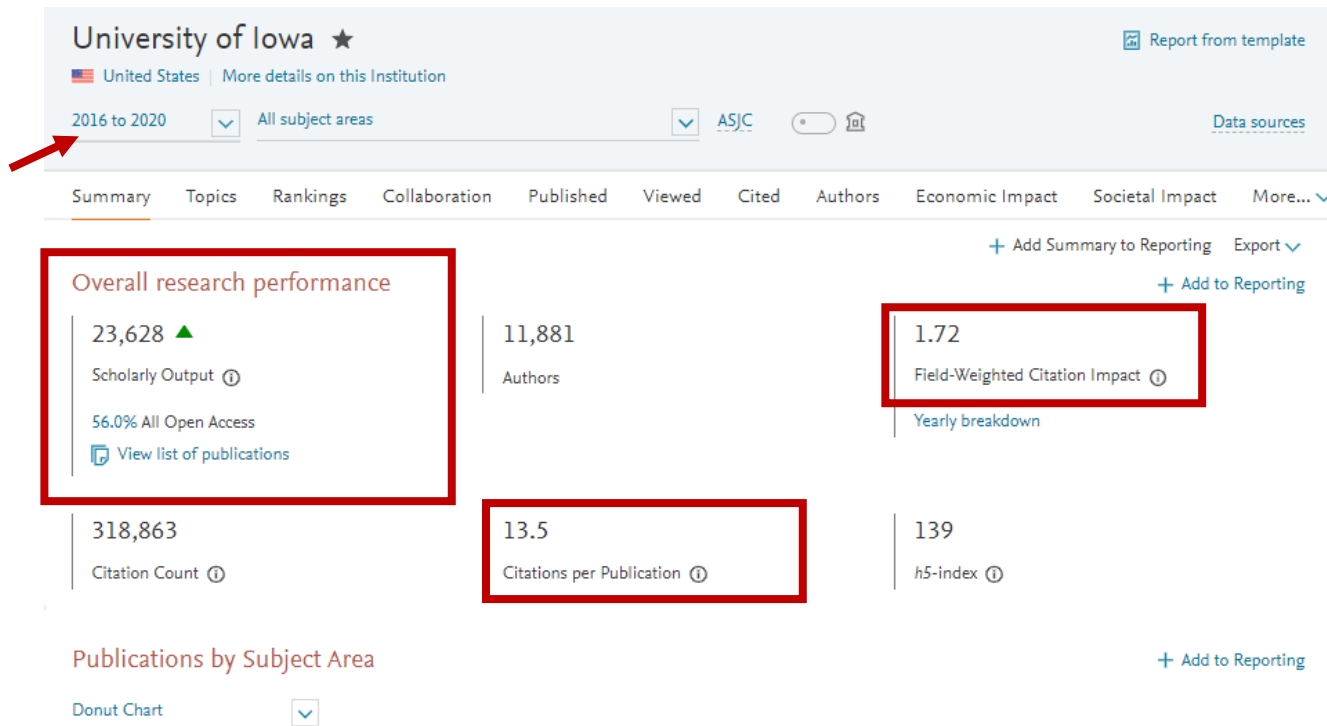 University of Iowa
Report from template
United States | More details on this Institution
2016 to 2020
All subject areas
ASJC
Data sources
Summary Topics Rankings Collaboration Published Viewed Cited Authors Economic Impact Societal Impact More...
+ Add Summary to Reporting Export
Overall research performance
+ Add to Reporting
23,628
Scholarly Output
56.0% All Open Access
View list of publications
11,881
Authors
1.72
Field-Weighted Citation Impact
Yearly breakdown
318,863
Citation Count
13.5
Citations per Publication
139
h5-index
Publications by Subject Area
+ Add to Reporting
Donut Chart